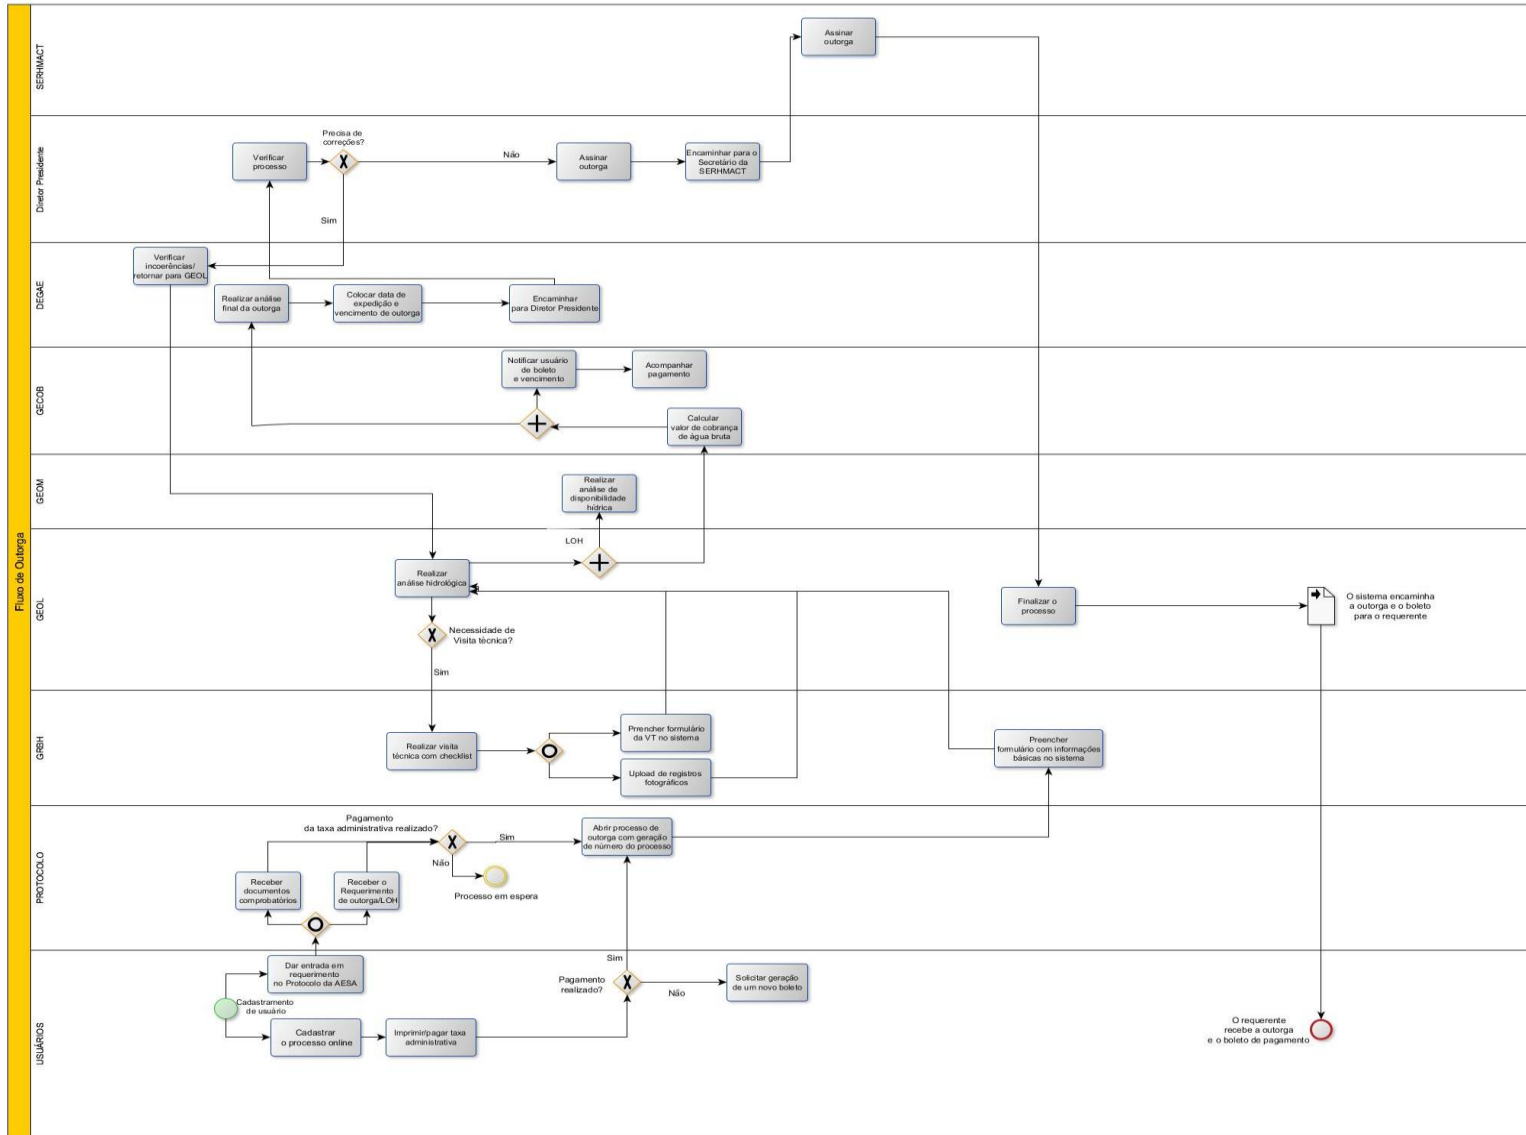 Fluxo de Outorga
SERHMACT
Assinar
outorga
Diretor Presidente
Precisa de
correções?
Verificar
processo
Não
Assinar
outorga
Encaminhar para o
Secretário da
SERHMACT
Sim
DEGAE
Verificar
incoerências/
retornar para GEOL
Realizar análise
final da outorga
Colocar data de
expedição e
vencimento de outorga
Encaminhar
para Diretor Presidente
GECOB
Notificar usuário
de boleto
e vencimento
Acompanhar
pagamento
Calcular
valor de cobrança
de água bruta
GEOM
Realizar
análise de
disponibilidade
hídrica
GEOL
LOH
Realizar
análise hidrológica
Necessidade de
Visita técnica?
Sim
Finalizar o
processo
O sistema encaminha
a outorga e o boleto
para o requerente
GRBH
Realizar visita
técnica com checklist
Prrencher formulário
da VT no sistema
Upload de registros
fotográficos
Preencher
formulário com informações
básicas no sistema
PROTOCOLO
Pagamento
da taxa administrativa realizado?
Sim
Não
Processo em espera
Abrir processo de
outorga com geração
de número do processo
Receber
documentos
comprobatórios
Receber o
Requerimento
de outorga/LOH
USUÁRIOS
Dar entrada em
requerimento
no Protocolo da AESA
Cadastramento
de usuário
Cadastrar
o processo online
Imprimir/pagar taxa
administrativa
Sim
Pagamento
realizado?
Não
Solicitar geração
de um novo boleto
O requerente
recebe a outorga
e o boleto de pagamento